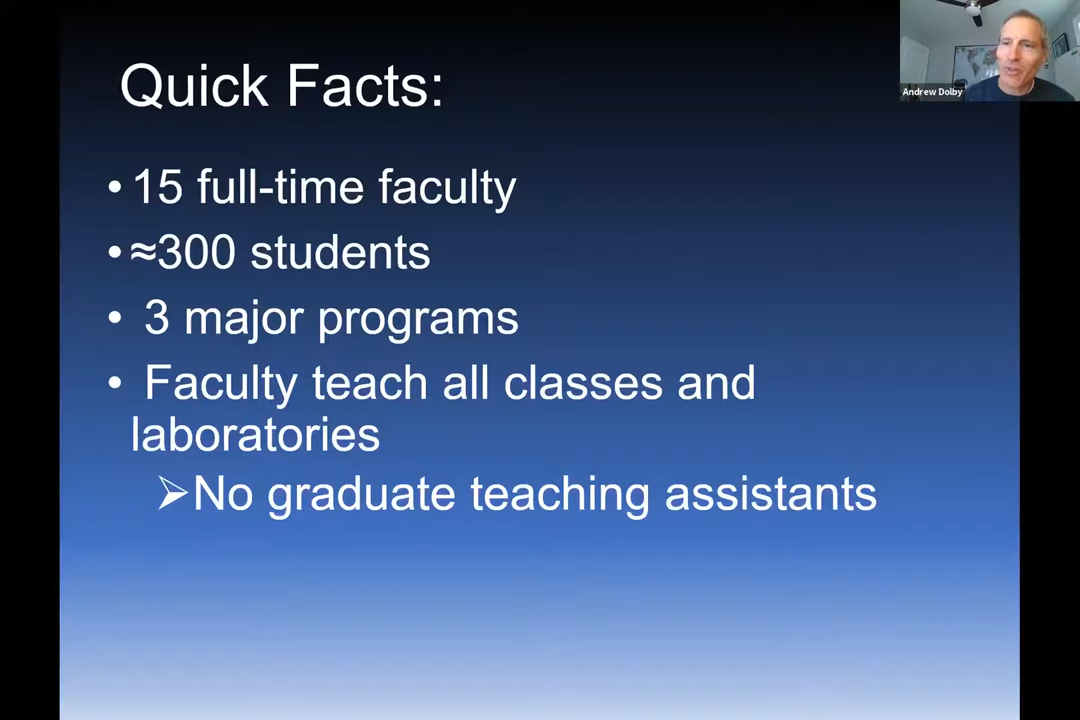 Quick Facts:
Andrew Dolby
•15 full-time faculty
•≈300 students
• 3 major programs
• Faculty teach all classes and
laboratories
➢No graduate teaching assistants